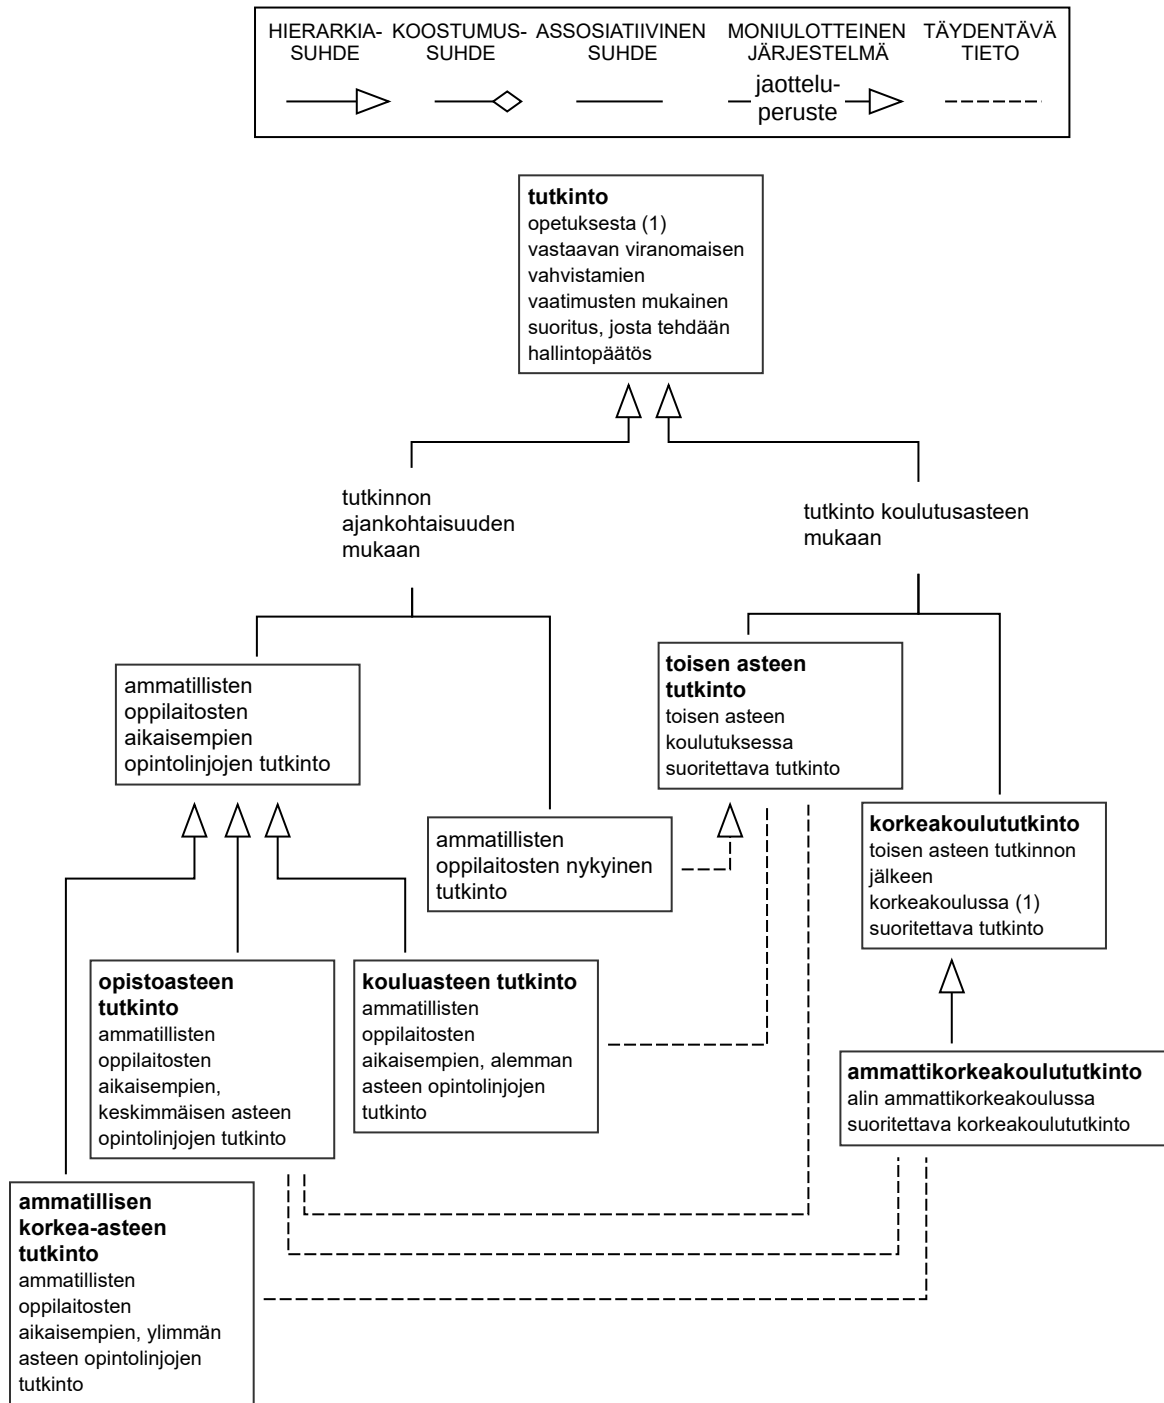 HIERARKIA-
SUHDE
KOOSTUMUS-
SUHDE
ASSOSIATIIVINEN
SUHDE
MONIULOTTEINEN
JÄRJESTELMÄ
TÄYDENTÄVÄ
TIETO
jaottelu-
peruste
tutkinto
opetuksesta (1)
vastaavan viranomaisen
vahvistamien
vaatimusten mukainen
suoritus, josta tehdään
hallintopäätös
tutkinnon
ajankohtaisuuden
mukaan
tutkinto koulutusasteen
mukaan
ammatillisten
oppilaitosten
aikaisempien
opintolinjojen tutkinto
toisen asteen
tutkinto
toisen asteen
koulutuksessa
suoritettava tutkinto
ammatillisten
oppilaitosten nykyinen
tutkinto
korkeakoulututkinto
toisen asteen tutkinnon
jälkeen
korkeakoulussa (1)
suoritettava tutkinto
opistoasteen
tutkinto
ammatillisten
oppilaitosten
aikaisempien,
keskimmäisen asteen
opintolinjojen tutkinto
kouluasteen tutkinto
ammatillisten
oppilaitosten
aikaisempien, alemman
asteen opintolinjojen
tutkinto
ammattikorkeakoulututkinto
alin ammattikorkeakoulussa
suoritettava korkeakoulututkinto
ammatillisen
korkea-asteen
tutkinto
ammatillisten
oppilaitosten
aikaisempien, ylimmän
asteen opintolinjojen
tutkinto